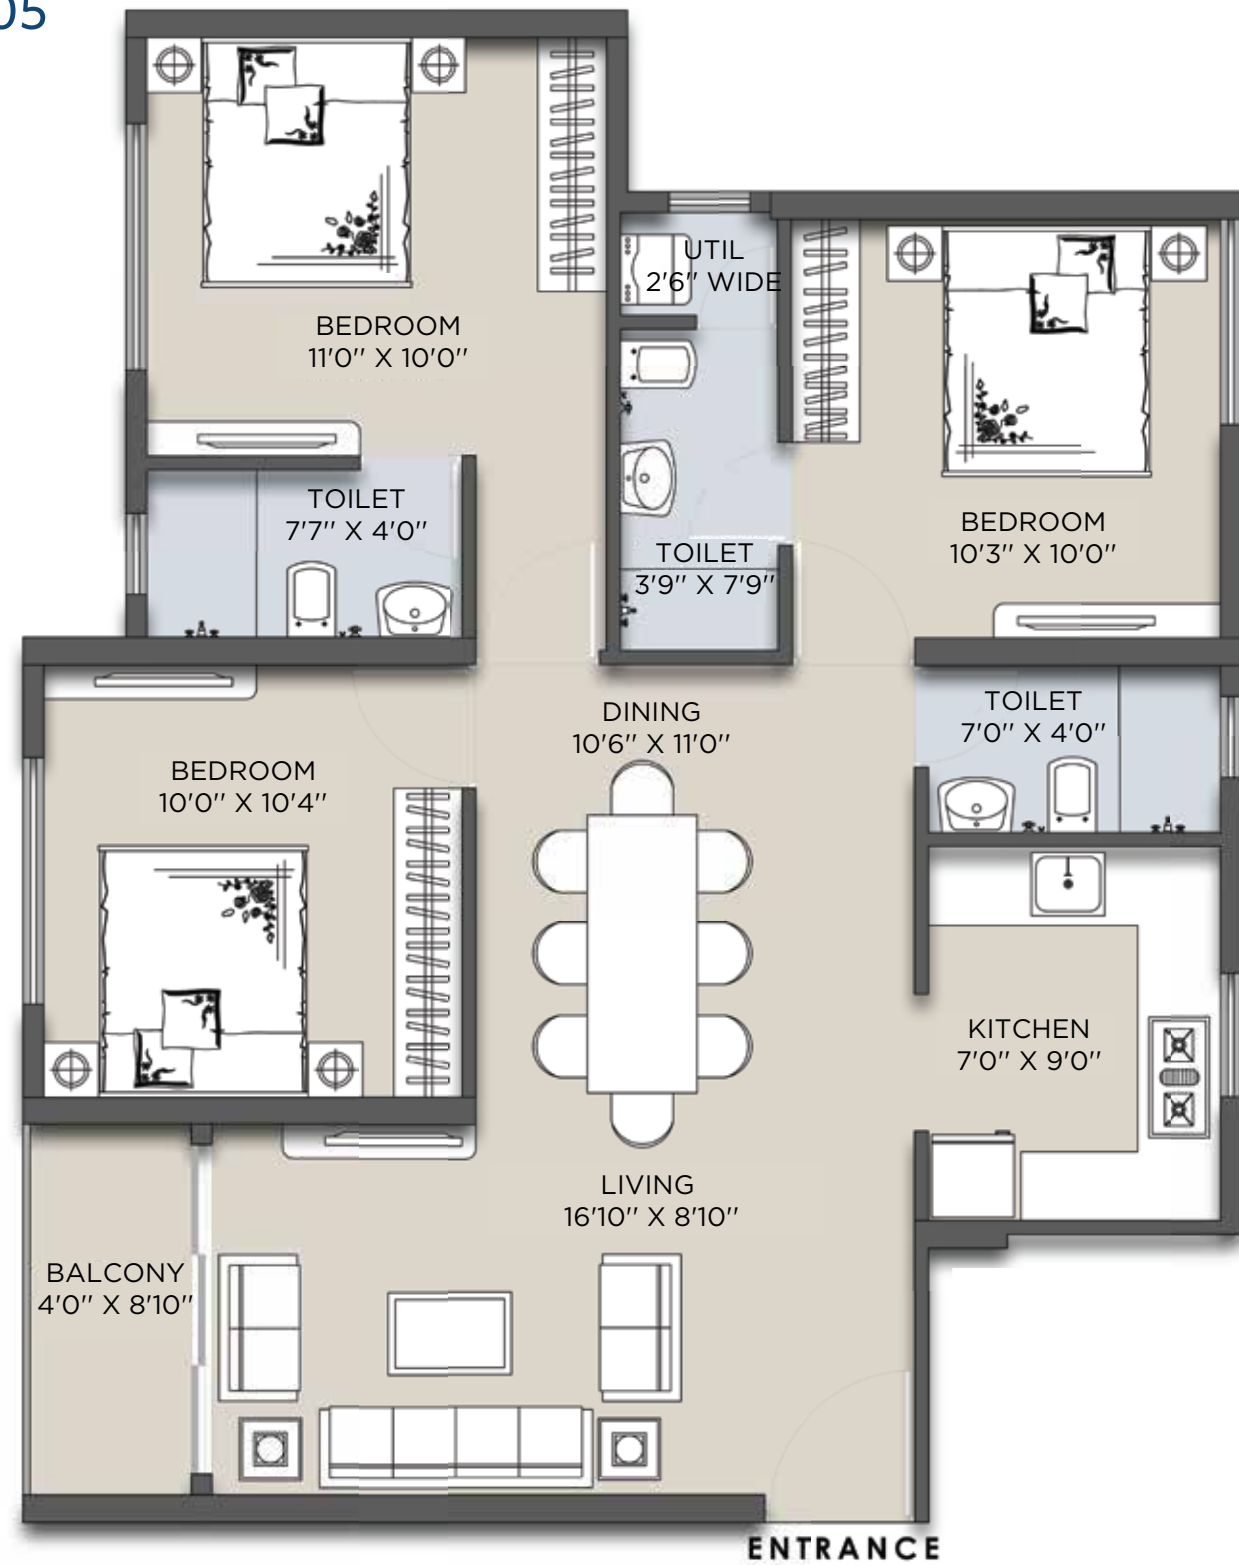 05
UTIL
2'6'' WIDE
BEDROOM
11'0'' X 10'0''
TOILET
7'7'' X 4'0''
BEDROOM
10'3'' X 10'0''
TOILET
3'9'' X 7'9''
TOILET
7'0'' X 4'0''
DINING
10'6'' X 11'0''
BEDROOM
10'0'' X 10'4''
KITCHEN
7'0'' X 9'0''
LIVING
16'10'' X 8'10''
BALCONY
4'0'' X 8'10''
ENTRANCE